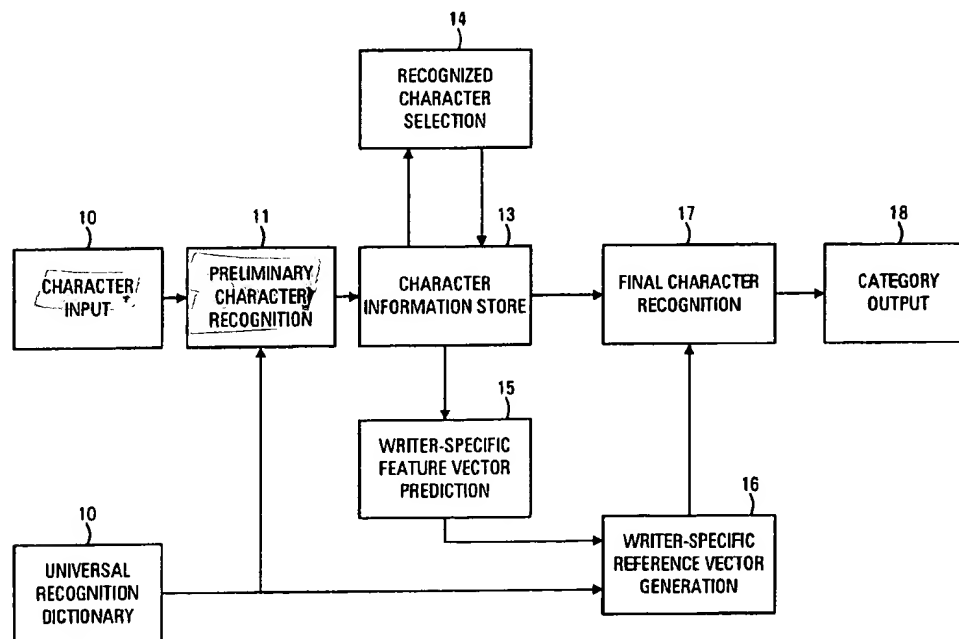 14
RECOGNIZED
CHARACTER
SELECTION
10
CHARACTER
INPUT
11
PRELIMINARY
CHARACTER
RECOGNITION
13
CHARACTER
INFORMATION STORE
17
FINAL CHARACTER
RECOGNITION
18
CATEGORY
OUTPUT
15
WRITER-SPECIFIC
FEATURE VECTOR
PREDICTION
16
WRITER-SPECIFIC
REFERENCE VECTOR
GENERATION
10
UNIVERSAL
RECOGNITION
DICTIONARY